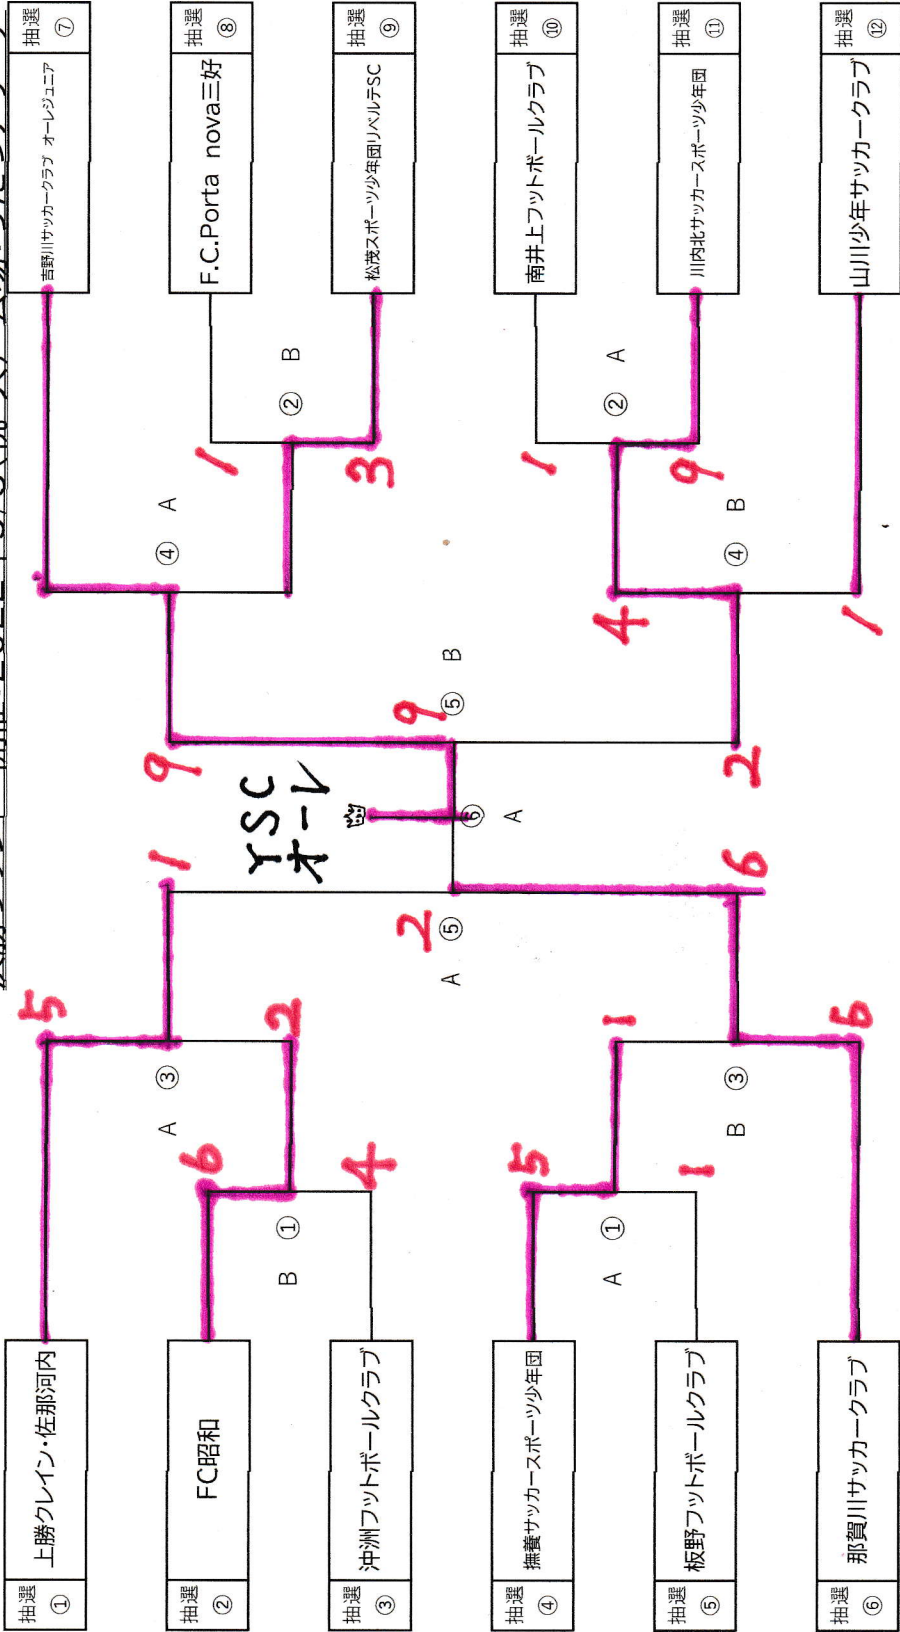 抽選 ① 上勝クレイン・佐那河内
抽選 ② FC昭和
抽選 ③ 沖洲フットボールクラブ
抽選 ④ 撫養サッカースポーツ少年団
抽選 ⑤ 板野フットボールクラブ
抽選 ⑥ 那賀川サッカークラブ
B ①
6
4
A ①
5
1
A ③
5
2
B ③
1
6
A ⑤
1
6
2
⑥ A
YSC
オーレ
9
⑤ B
9
2
④ A
④ B
4
1
② B
1
3
② A
1
9
吉野川サッカークラブ オーレジュニア 抽選 ⑦
F.C.Porta nova三好 抽選 ⑧
松茂スポーツ少年団リベルテSC 抽選 ⑨
南井上フットボールクラブ 抽選 ⑩
川内北サッカースポーツ少年団 抽選 ⑪
山川少年サッカークラブ 抽選 ⑫